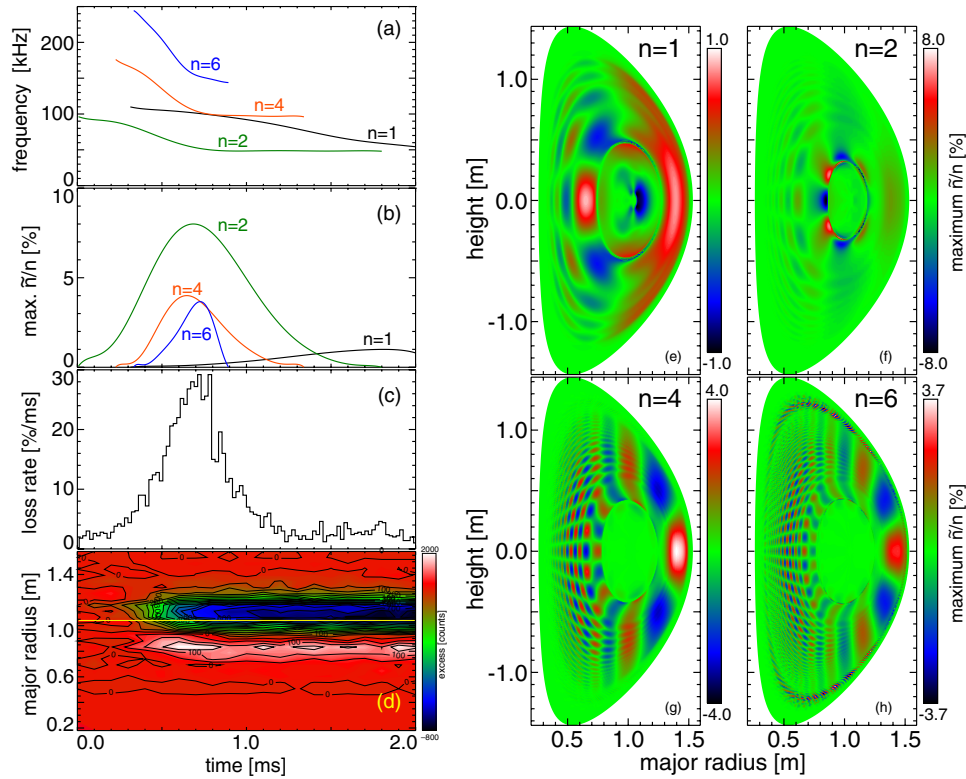 (a)
frequency [kHz]
200
100
0
n=6
n=4
n=1
n=2
(b)
max. ñ/n [%]
10
5
0
n=2
n=4
n=6
n=1
(c)
loss rate [%/ms]
30
20
10
0
(d)
major radius [m]
1.4
1.0
0.6
0.2
0
100
100
0
0
0
2000
excess [counts]
-800
0.0
1.0
2.0
time [ms]
n=1
1.0
-1.0
(e)
n=2
8.0
-8.0
(f)
height [m]
1.0
0.0
-1.0
maximum ñ/n [%]
n=4
4.0
-4.0
(g)
n=6
3.7
-3.7
(h)
height [m]
1.0
0.0
-1.0
maximum ñ/n [%]
0.5 1.0 1.5
0.5 1.0 1.5
major radius [m]